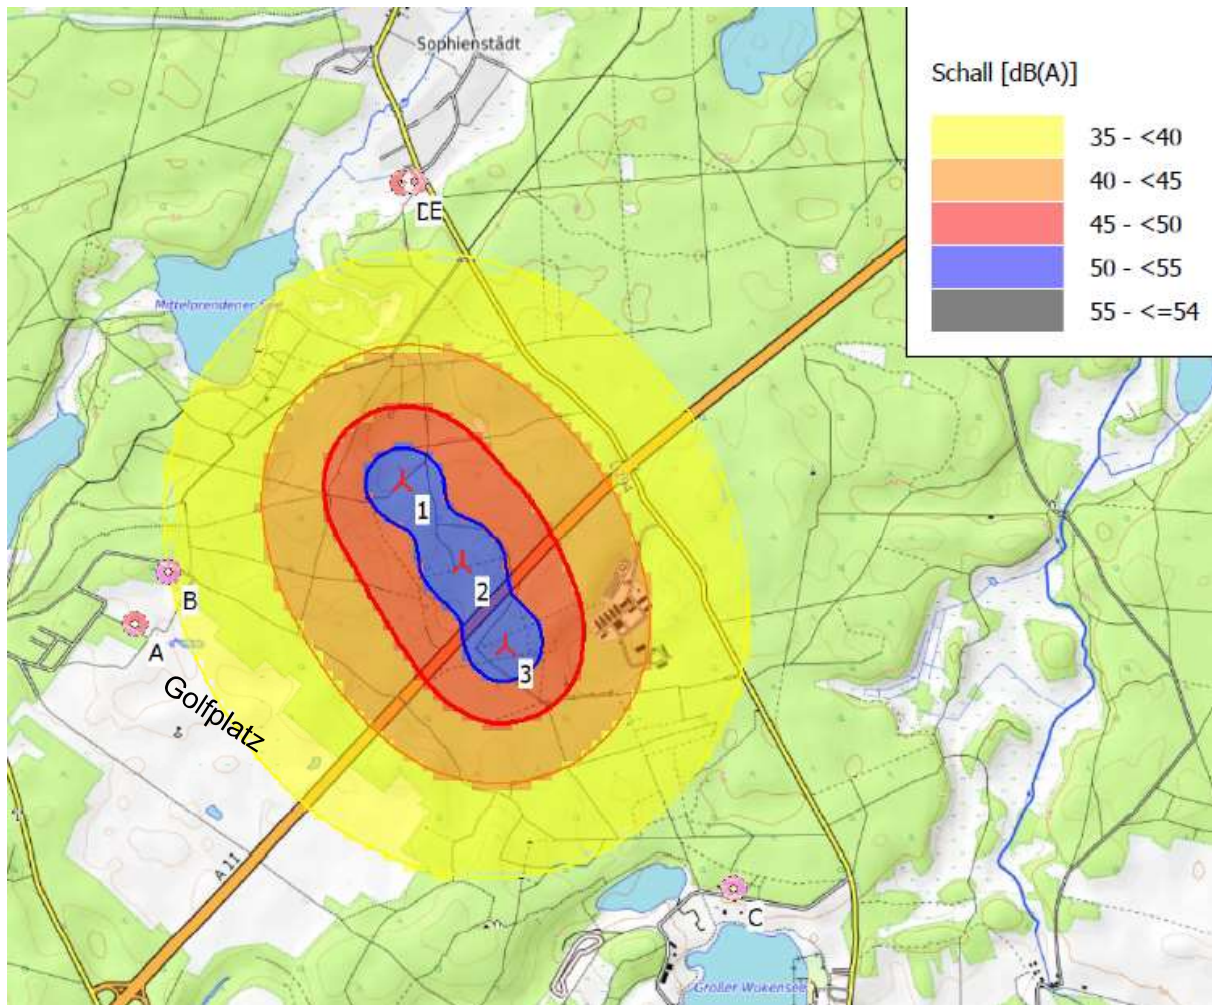 Sophienstädt
Schall [dB(A)]
35 - <40
40 - <45
45 - <50
50 - <55
55 - <=54
DE
Mittelprendener See
1
2
B
A
3
Golfplatz
A 11
C
Großer Wukensee